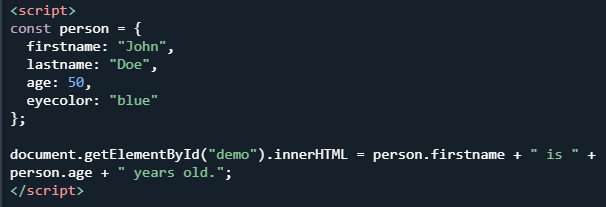 <script>
const person = {
  firstname: "John",
  lastname: "Doe",
  age: 50,
  eyecolor: "blue"
};

document.getElementById("demo").innerHTML = person.firstname + " is " +
person.age + " years old.";
</script>